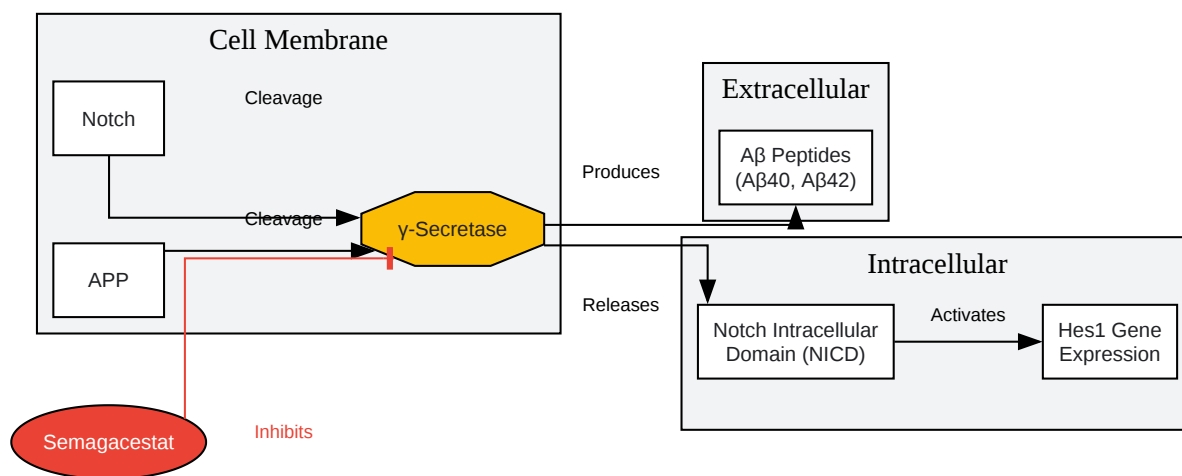 Cell Membrane
Notch
Cleavage
Cleavage
γ-Secretase
APP
Produces
Releases
Extracellular
Aβ Peptides
(Aβ40, Aβ42)
Intracellular
Notch Intracellular
Domain (NICD)
Activates
Hes1 Gene
Expression
Semagacestat
Inhibits